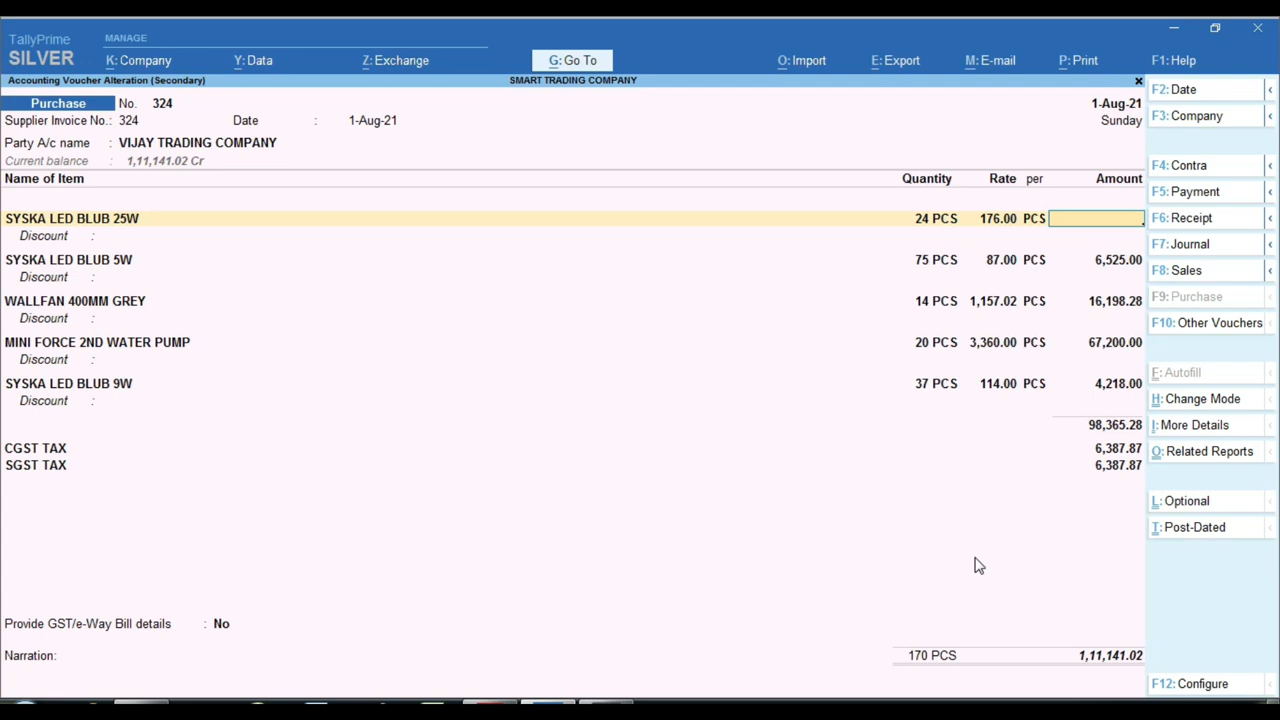 TallyPrime MANAGE
SILVER K: Company Y: Data Z: Exchange G: Go To O: Import E: Export M: E-mail P: Print F1: Help
Accounting Voucher Alteration (Secondary) SMART TRADING COMPANY
Purchase No. 324 1-Aug-21
Supplier Invoice No.: 324 Date : 1-Aug-21 Sunday
Party A/c name : VIJAY TRADING COMPANY
Current balance : 1,11,141.02 Cr
Name of Item Quantity Rate per Amount
SYSKA LED BLUB 25W 24 PCS 176.00 PCS
Discount :
SYSKA LED BLUB 5W 75 PCS 87.00 PCS 6,525.00
Discount :
WALLFAN 400MM GREY 14 PCS 1,157.02 PCS 16,198.28
Discount :
MINI FORCE 2ND WATER PUMP 20 PCS 3,360.00 PCS 67,200.00
Discount :
SYSKA LED BLUB 9W 37 PCS 114.00 PCS 4,218.00
Discount :
98,365.28
CGST TAX 6,387.87
SGST TAX 6,387.87
Provide GST/e-Way Bill details : No
Narration: 170 PCS 1,11,141.02
F2: Date
F3: Company
F4: Contra
F5: Payment
F6: Receipt
F7: Journal
F8: Sales
F9: Purchase
F10: Other Vouchers
F: Autofill
H: Change Mode
I: More Details
O: Related Reports
L: Optional
T: Post-Dated
F12: Configure